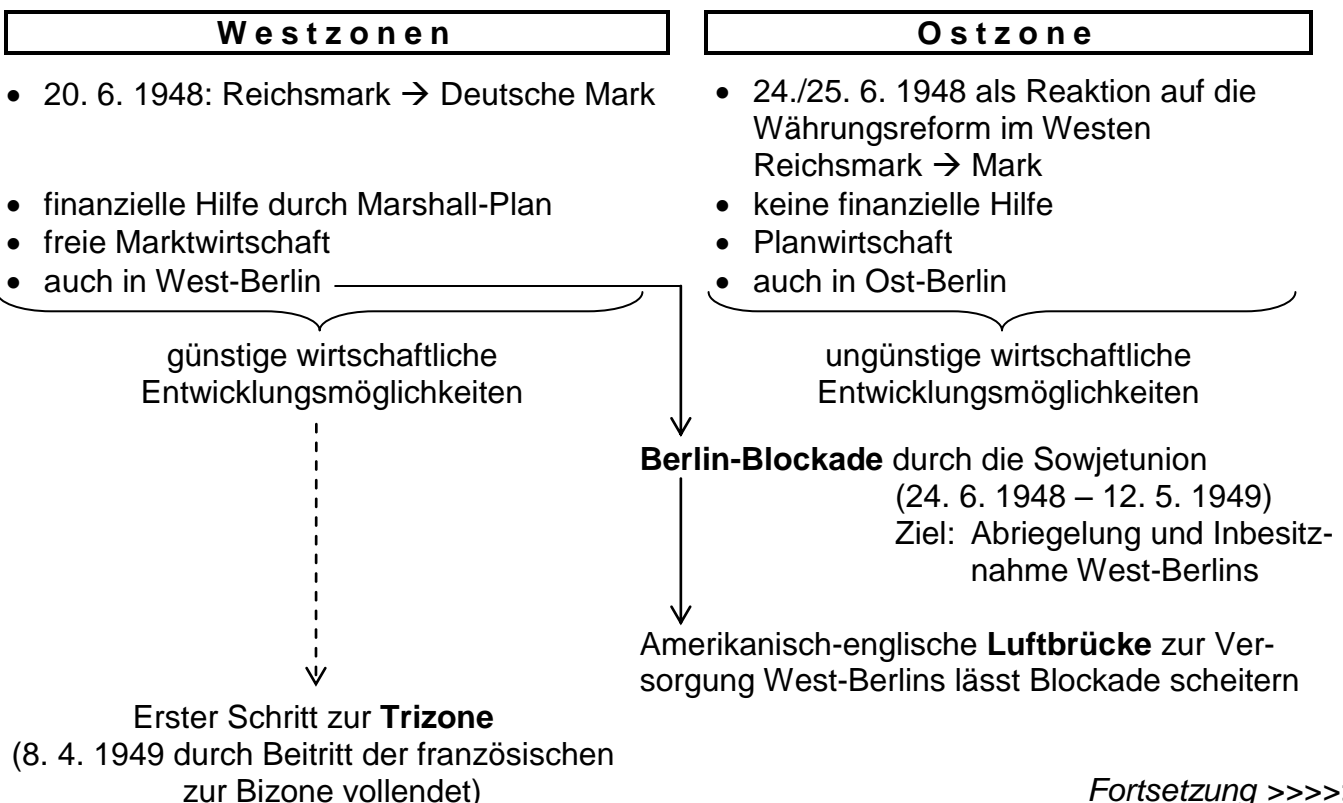 Westzonen
• 20. 6. 1948: Reichsmark → Deutsche Mark
• finanzielle Hilfe durch Marshall-Plan
• freie Marktwirtschaft
• auch in West-Berlin
günstige wirtschaftliche
Entwicklungsmöglichkeiten
Ostzone
• 24./25. 6. 1948 als Reaktion auf die
Währungsreform im Westen
Reichsmark → Mark
• keine finanzielle Hilfe
• Planwirtschaft
• auch in Ost-Berlin
ungünstige wirtschaftliche
Entwicklungsmöglichkeiten
Berlin-Blockade durch die Sowjetunion
(24. 6. 1948 – 12. 5. 1949)
Ziel: Abriegelung und Inbesitz-
nahme West-Berlins
Amerikanisch-englische Luftbrücke zur Ver-
sorgung West-Berlins lässt Blockade scheitern
Erster Schritt zur Trizone
(8. 4. 1949 durch Beitritt der französischen
zur Bizone vollendet)
Fortsetzung >>>>